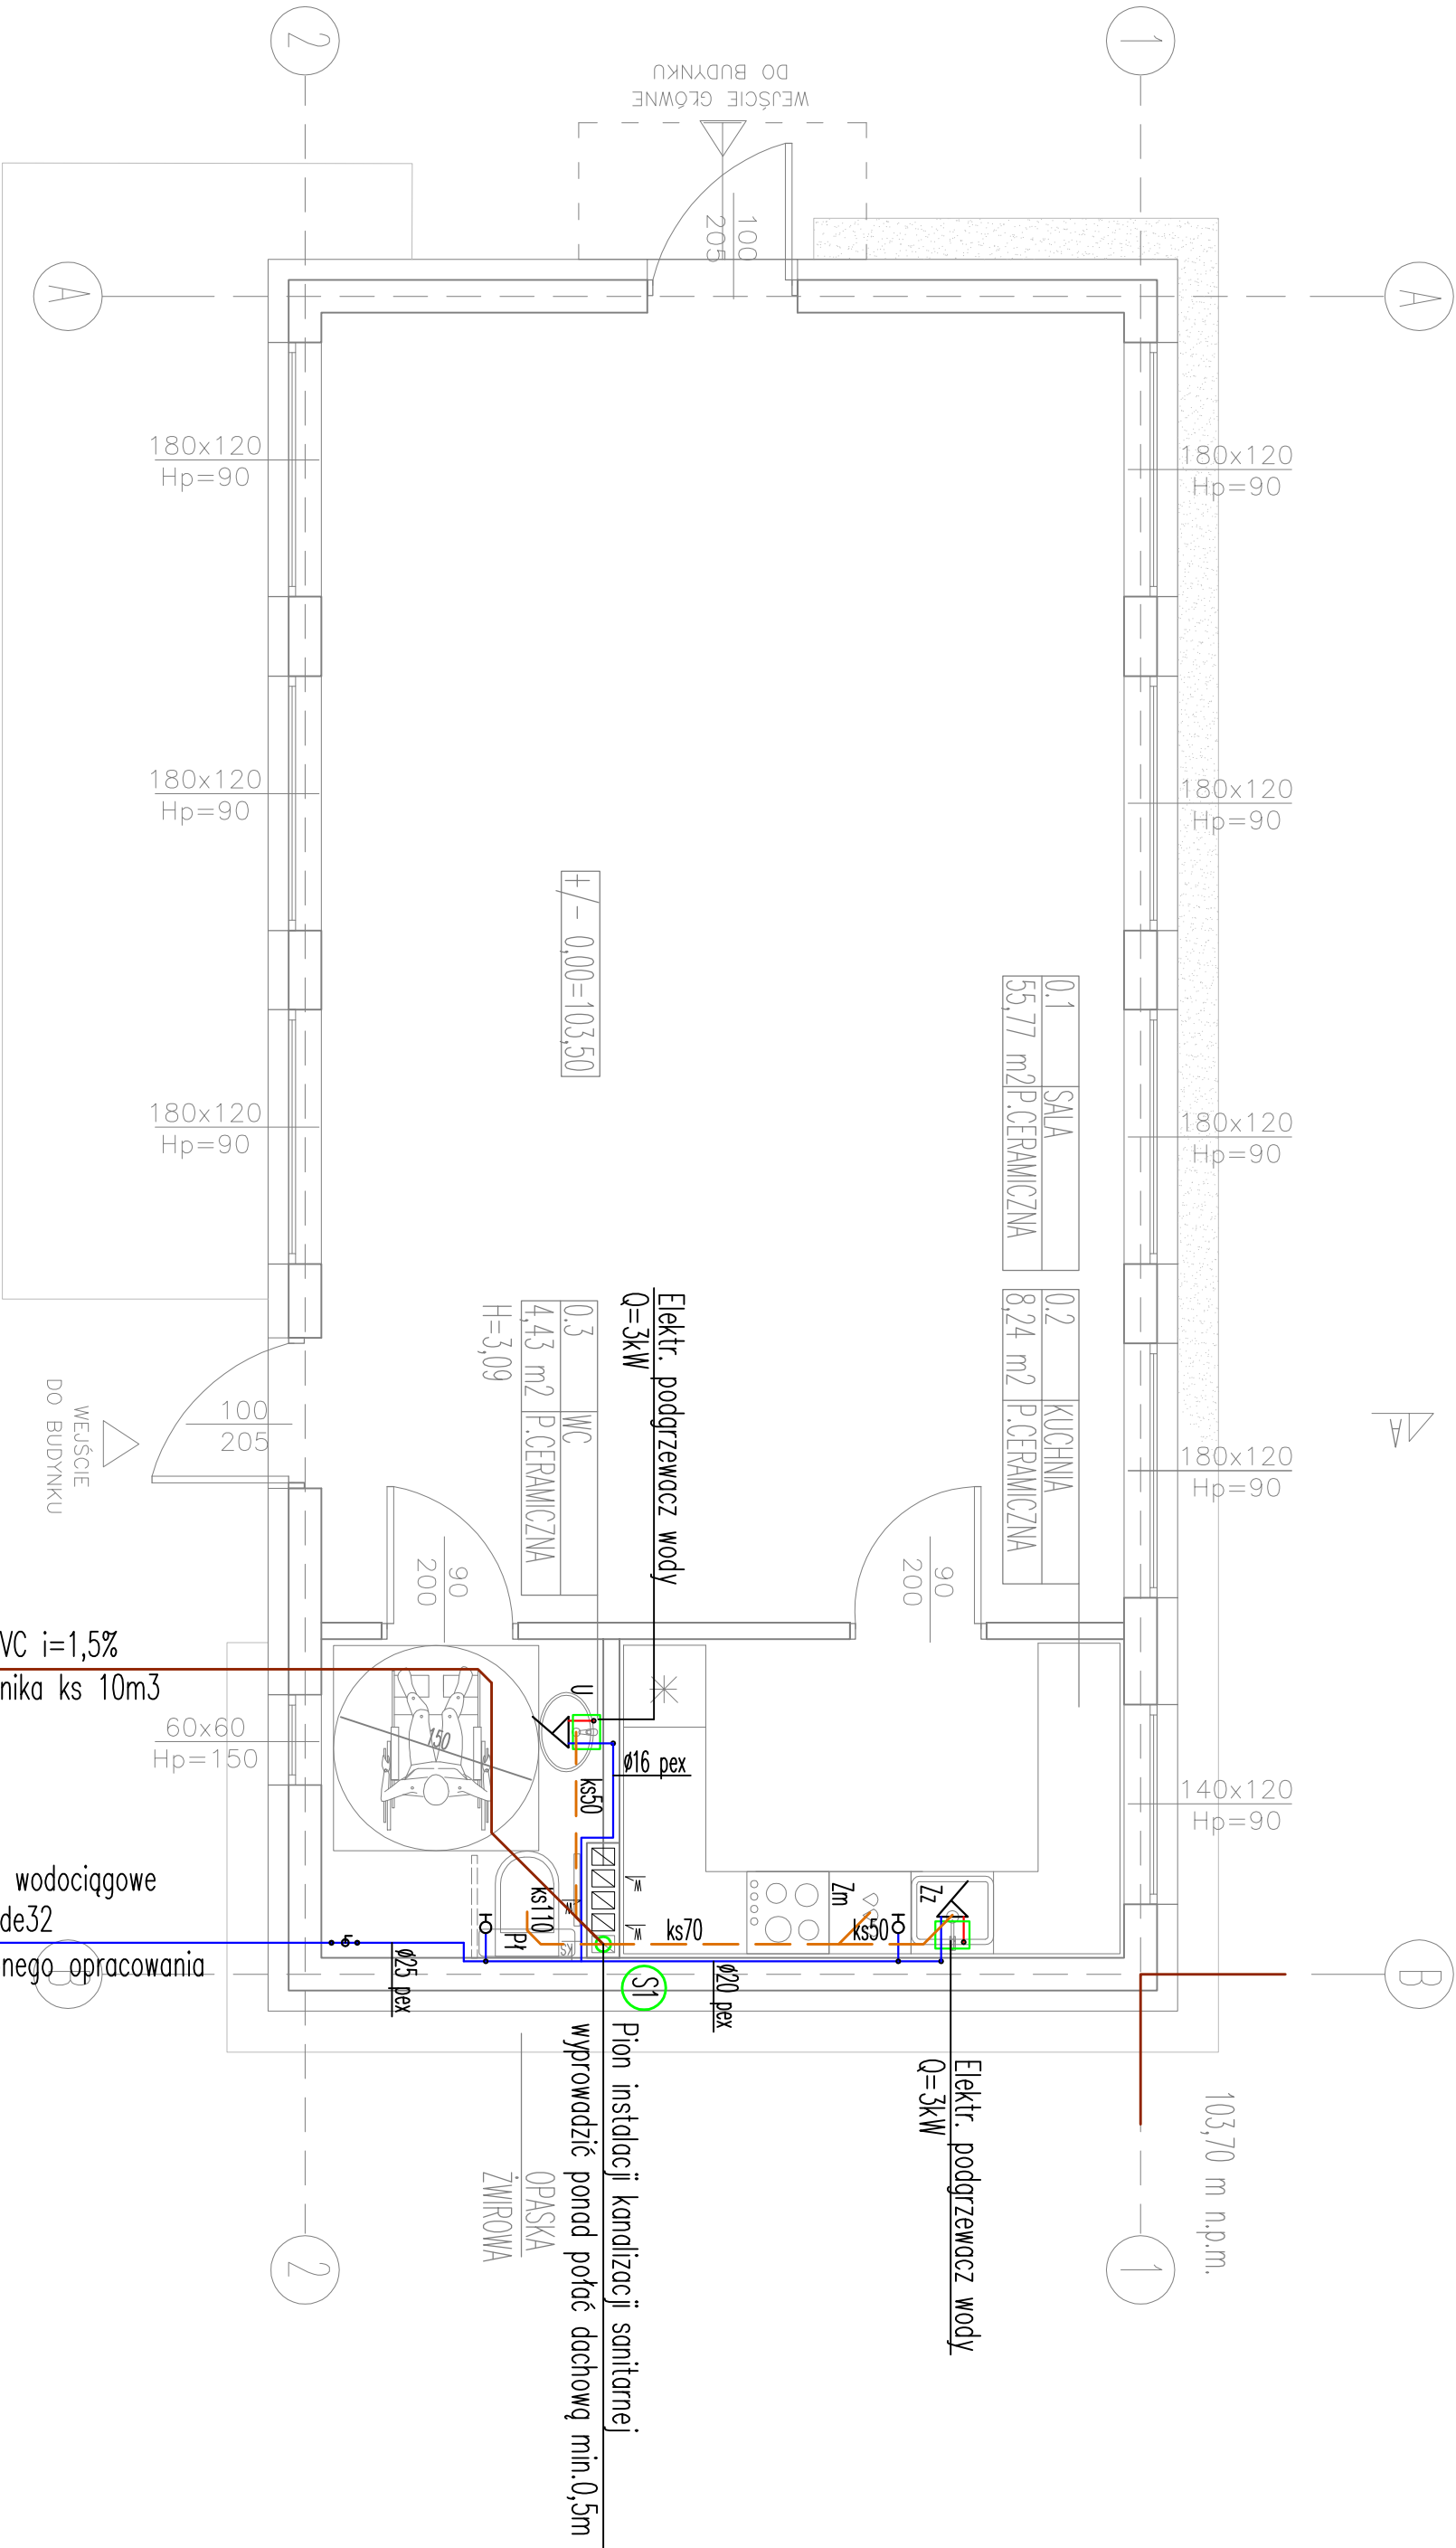 2
1
WEJŚCIE GŁÓWNE
DO BUDYNKU
100
205
A
A
180x120
Hp=90
180x120
Hp=90
180x120
Hp=90
180x120
Hp=90
+/- 0,00=103,50
0.1 SALA
55,77 m2 P.CERAMICZNA
180x120
Hp=90
180x120
Hp=90
0.2 KUCHNIA
8,24 m2 P.CERAMICZNA
Elektr. podgrzewacz wody
Q=3kW
0.3 WC
4,43 m2 P.CERAMICZNA
H=3,09
100
205
WEJŚCIE
DO BUDYNKU
A
180x120
Hp=90
90
200
90
200
VC i=1,5%
nika ks 10m3
60x60
Hp=150
150
U
ø16 pex
ks50
140x120
Hp=90
wodociągowe
de32
nego opracowania
ks110
Pł
KS
W
W
W
ks70
Zm
ks50
Zz
B
B
ø25 pex
S1
ø20 pex
Pion instalacji kanalizacji sanitarnej
wyprowadzić ponad połać dachową min.0,5m
Elektr. podgrzewacz wody
Q=3kW
OPASKA
ŻWIROWA
103,70 m n.p.m.
2
1